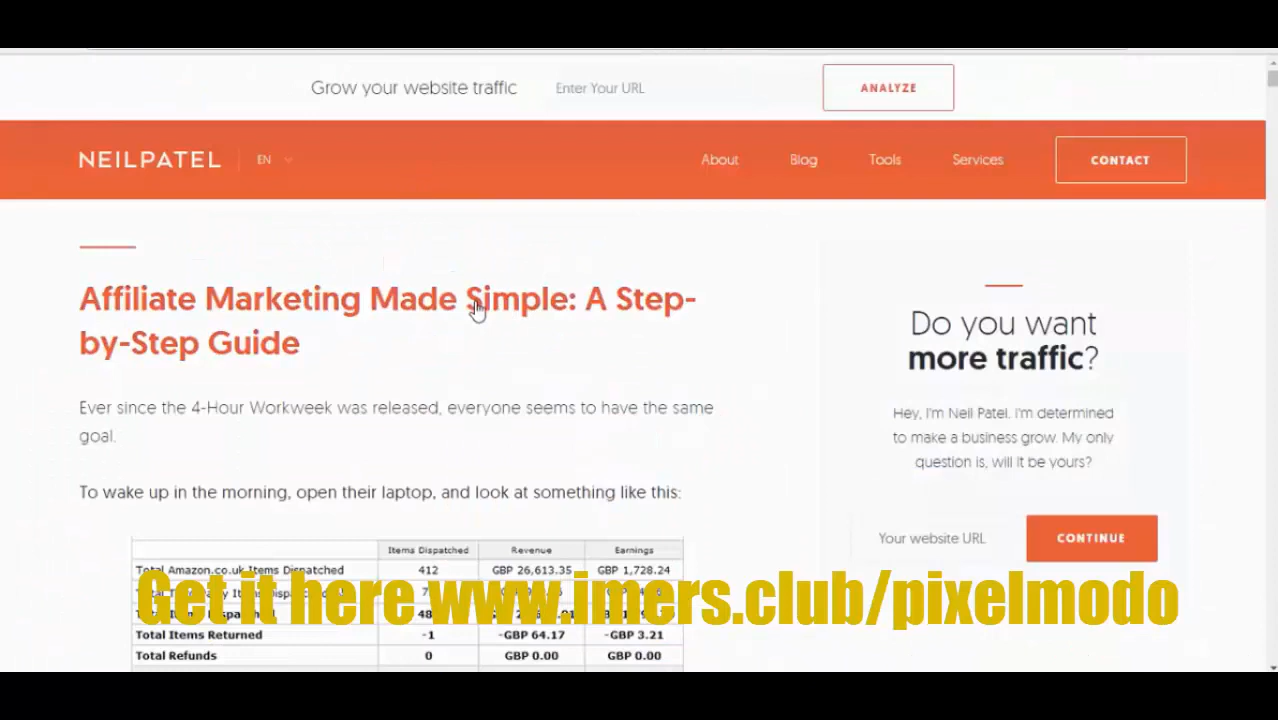 Grow your website traffic Enter Your URL ANALYZE
NEILPATEL EN About Blog Tools Services CONTACT
Affiliate Marketing Made Simple: A Step-
by-Step Guide
Ever since the 4-Hour Workweek was released, everyone seems to have the same
goal.
To wake up in the morning, open their laptop, and look at something like this:
Items Dispatched Revenue Earnings
Total Amazon.co.uk Items Dispatched 412 GBP 26,613.35 GBP 1,728.24
Total Items Returned -1 -GBP 64.17 -GBP 3.21
Total Refunds 0 GBP 0.00 GBP 0.00
Do you want
more traffic?
Hey, I'm Neil Patel. I'm determined
to make a business grow. My only
question is, will it be yours?
Your website URL CONTINUE
Get it here www.imers.club/pixelmodo